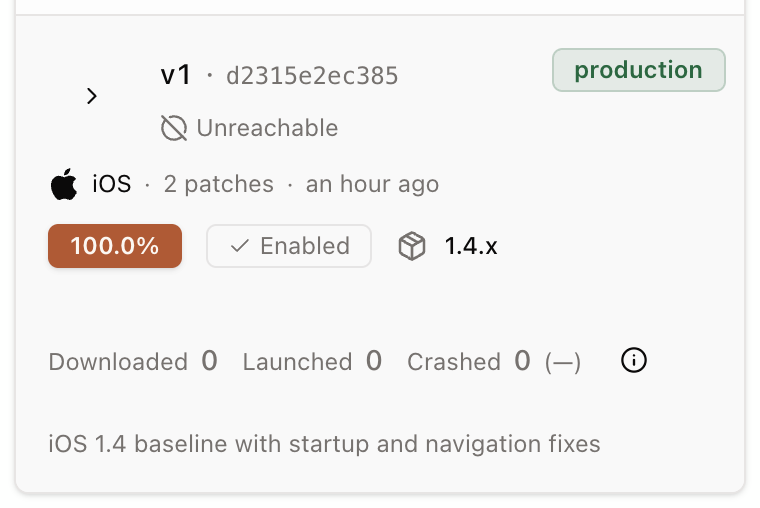 v1 · d2315e2ec385 production
Unreachable
iOS · 2 patches · an hour ago
100.0% Enabled 1.4.x
Downloaded 0 Launched 0 Crashed 0 (—)
iOS 1.4 baseline with startup and navigation fixes